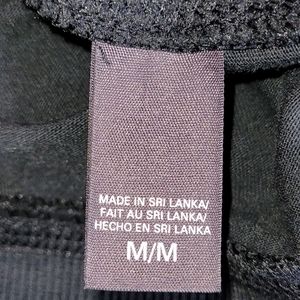 MADE IN SRI LANKA/
FAIT AU SRI LANKA/
HECHO EN SRI LANKA
M/M